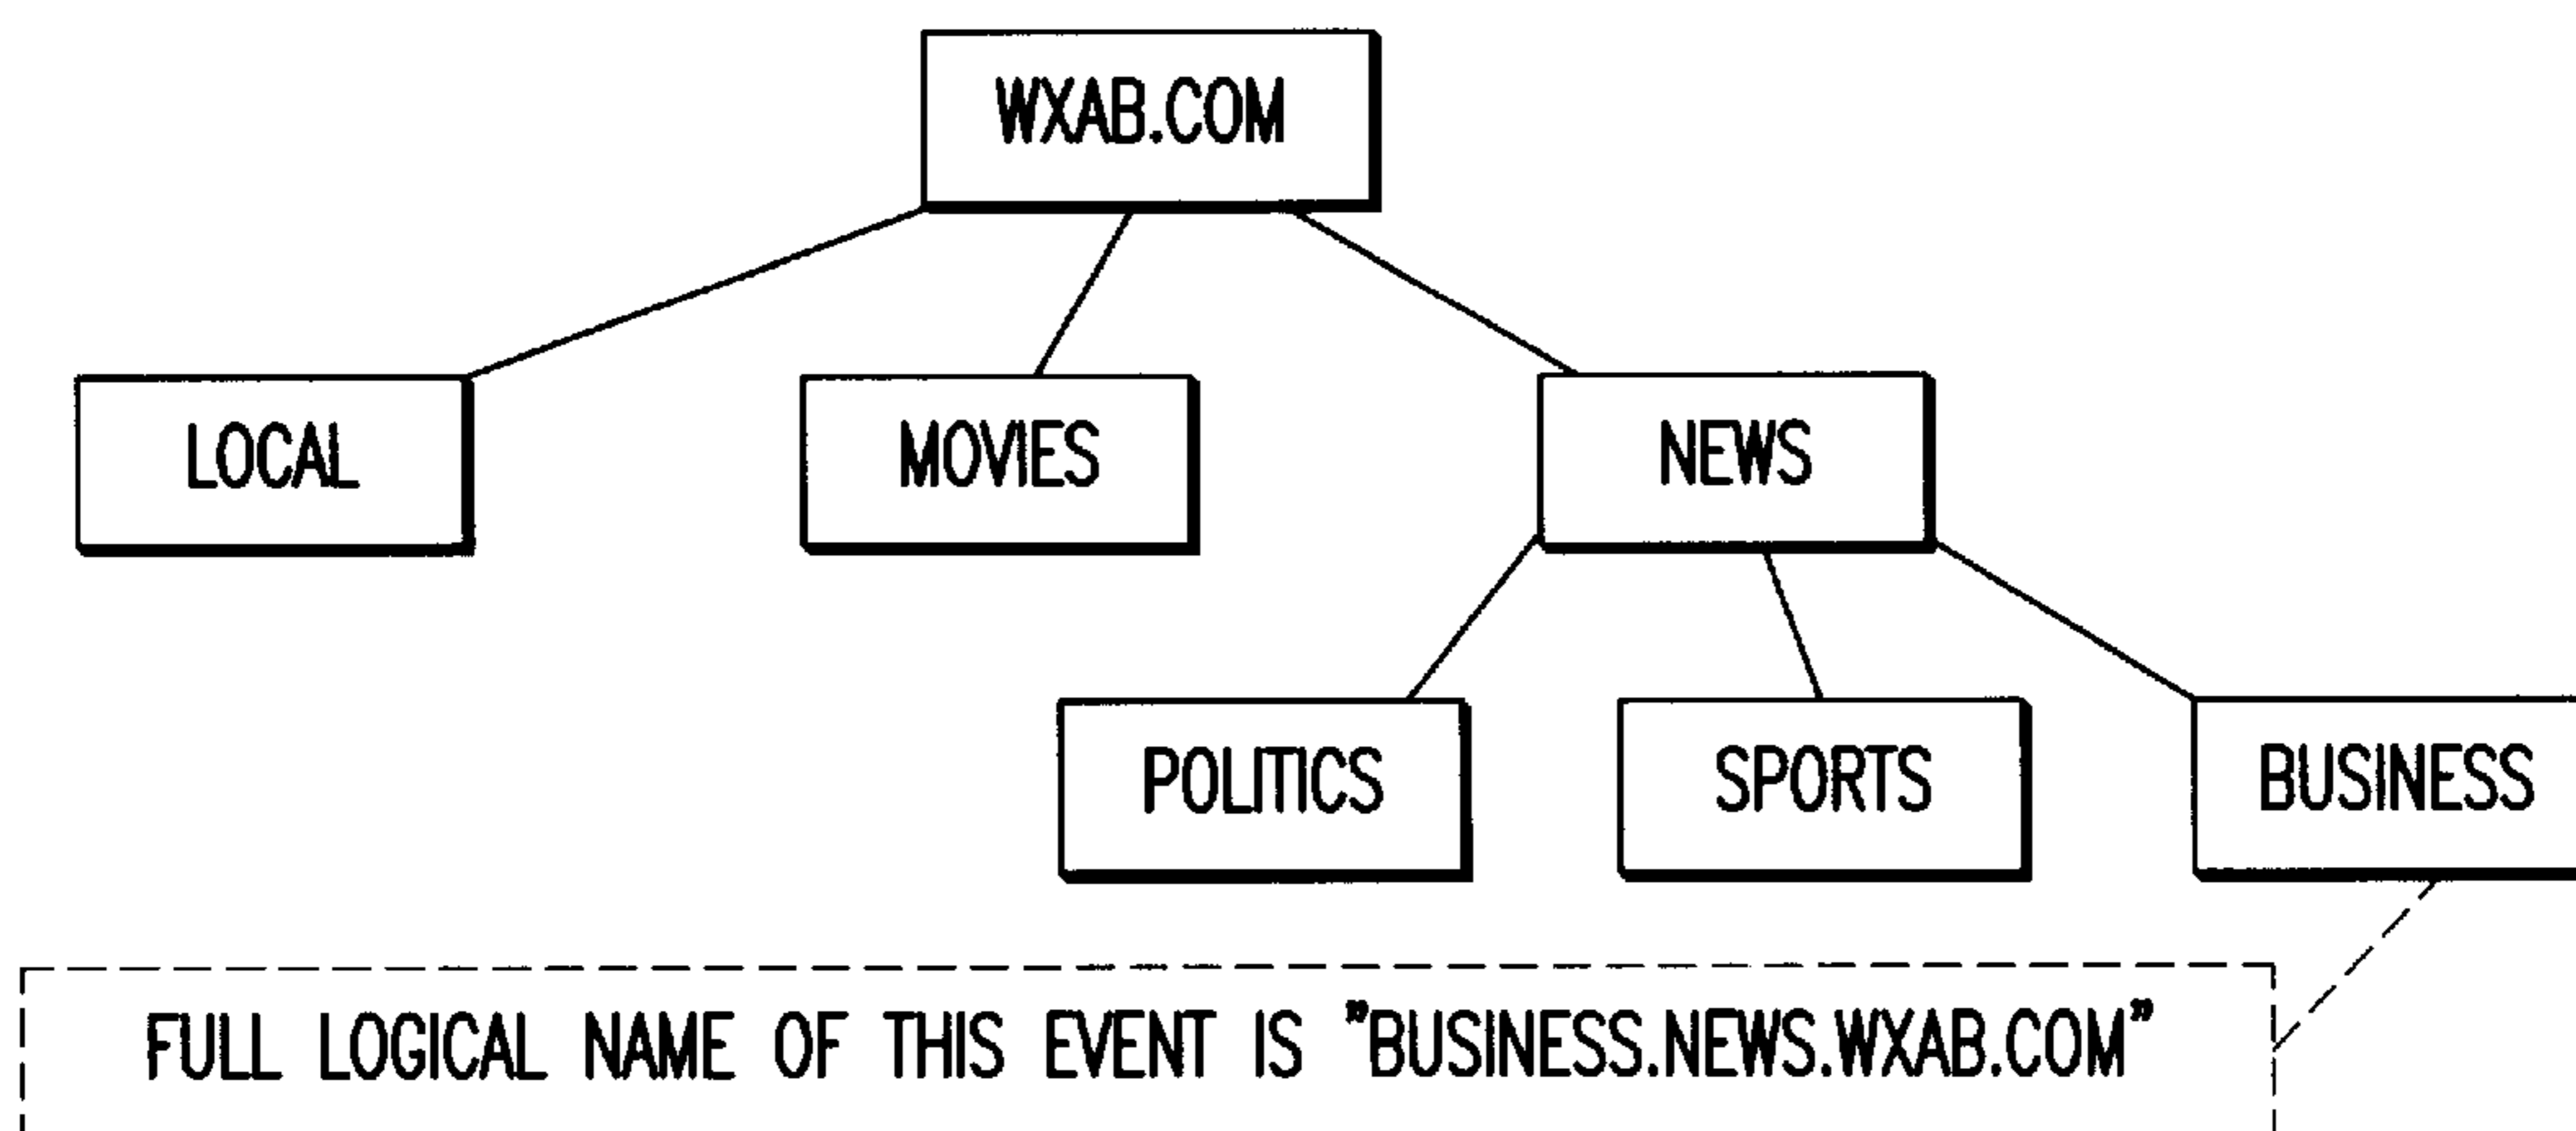 WXAB.COM
LOCAL
MOVIES
NEWS
POLITICS
SPORTS
BUSINESS
FULL LOGICAL NAME OF THIS EVENT IS "BUSINESS.NEWS.WXAB.COM"